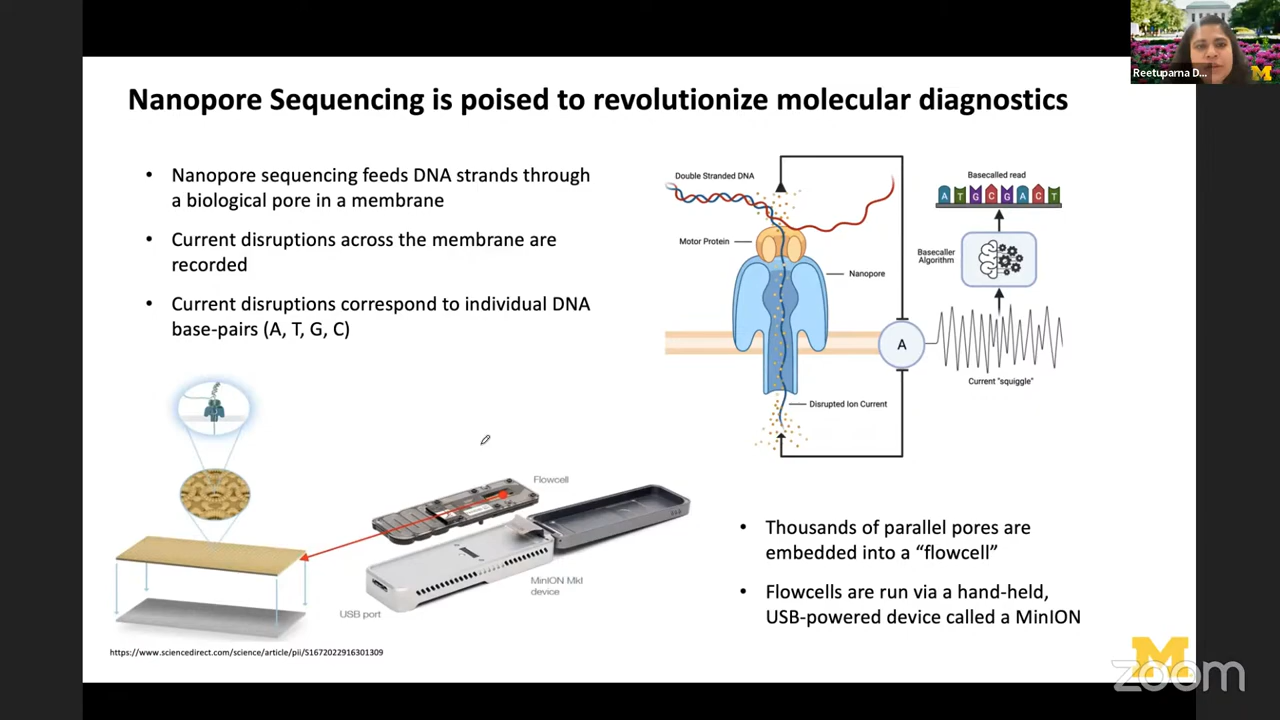 Reetuparna D...
Nanopore Sequencing is poised to revolutionize molecular diagnostics
• Nanopore sequencing feeds DNA strands through
a biological pore in a membrane
• Current disruptions across the membrane are
recorded
• Current disruptions correspond to individual DNA
base-pairs (A, T, G, C)
Double Stranded DNA
Motor Protein
Nanopore
Disrupted Ion Current
A
Basecalled read
A T G C G A C T
Basecaller
Algorithm
Current "squiggle"
Flowcell
MinION MkI
device
USB port
• Thousands of parallel pores are
embedded into a “flowcell”
• Flowcells are run via a hand-held,
USB-powered device called a MinION
https://www.sciencedirect.com/science/article/pii/S1672022916301309
M
zoom
M